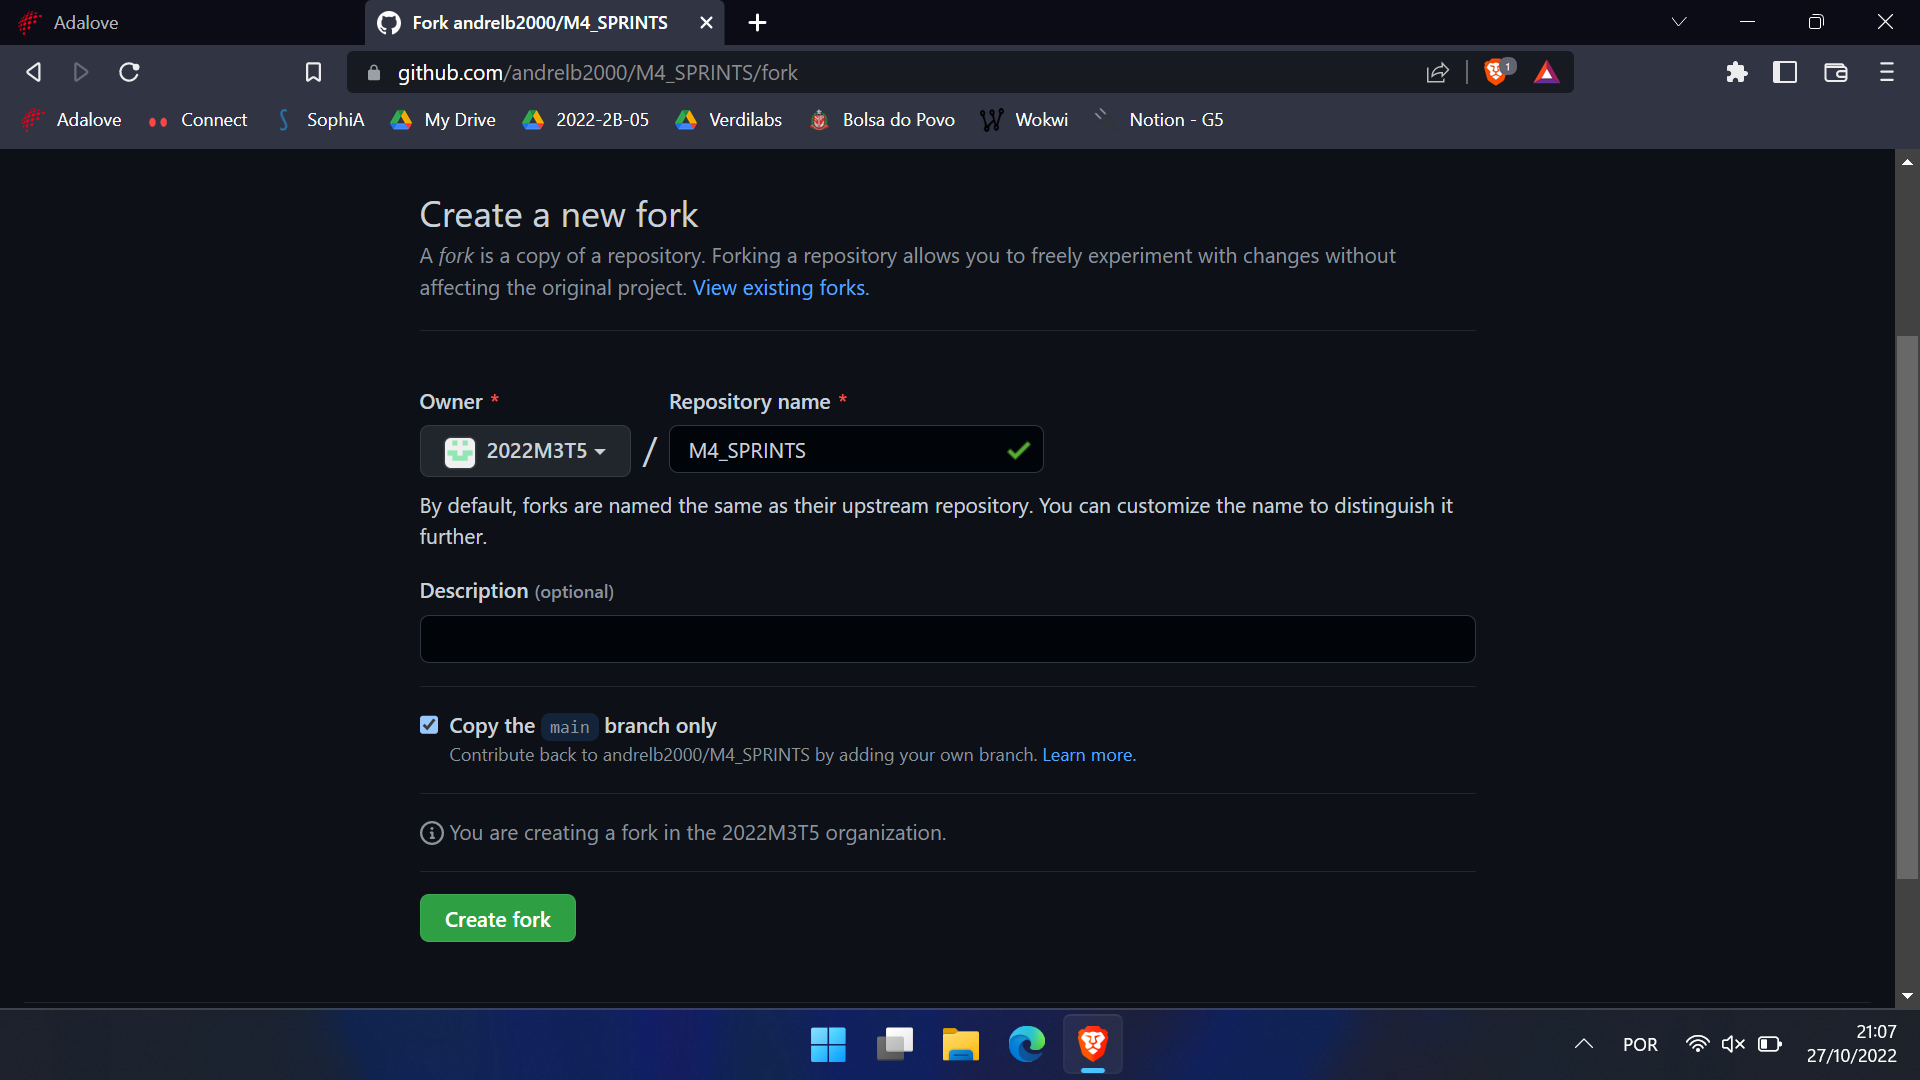 Adalove
Fork andrelb2000/M4_SPRINTS
github.com/andrelb2000/M4_SPRINTS/fork
1
Adalove Connect SophiA My Drive 2022-2B-05 Verdilabs Bolsa do Povo Wokwi Notion - G5
Create a new fork
A fork is a copy of a repository. Forking a repository allows you to freely experiment with changes without
affecting the original project. View existing forks.
Owner * Repository name *
2022M3T5 / M4_SPRINTS
By default, forks are named the same as their upstream repository. You can customize the name to distinguish it
further.
Description (optional)
Copy the main branch only
Contribute back to andrelb2000/M4_SPRINTS by adding your own branch. Learn more.
You are creating a fork in the 2022M3T5 organization.
Create fork
POR
21:07
27/10/2022